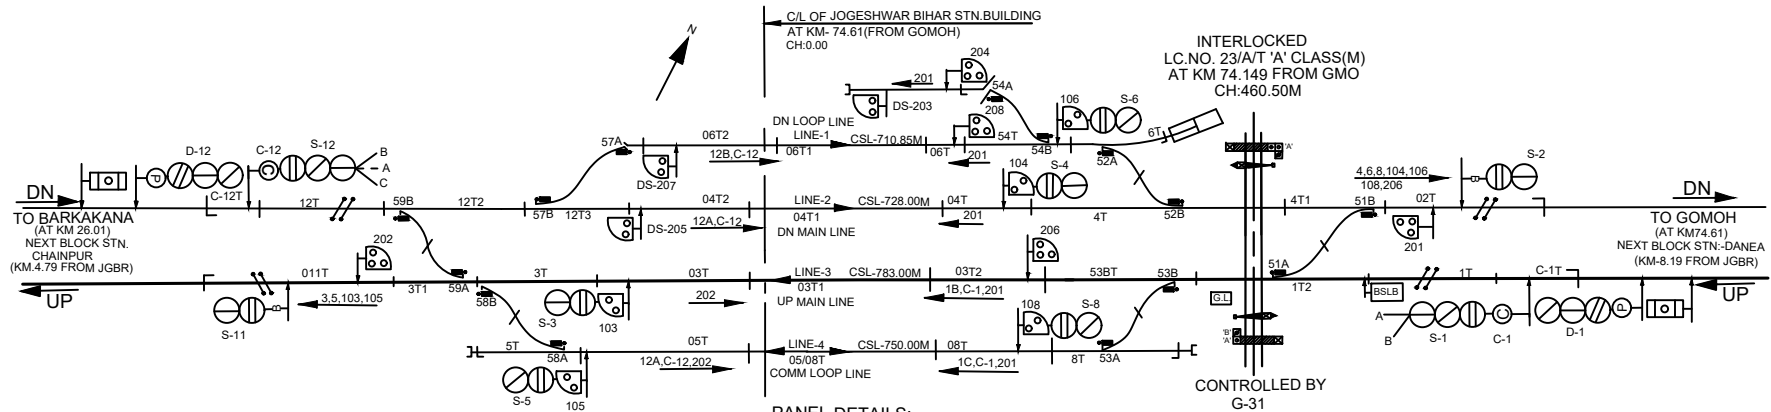 C/L OF JOGESHWAR BIHAR STN.BUILDING
AT KM- 74.61(FROM GOMOH)
CH:0.00
N
INTERLOCKED
LC.NO. 23/A/T 'A' CLASS(M)
AT KM 74.149 FROM GMO
CH:460.50M
204
201
54A
DS-203
208
106
S-6
DN LOOP LINE
57A
06T2
LINE-1
CSL-710.85M
54T
54B
6T
'A'
12B,C-12
06T1
06T
201
52A
D-12
C-12
S-12
B
A
C
P
C
C-12T
DS-207
104
S-4
4,6,8,104,106
108,206
B
S-2
DN
12T
59B
12T2
57B
12T3
04T2
LINE-2
CSL-728.00M
04T
4T
52B
4T1
51B
02T
DN
12A,C-12
04T1
201
DN MAIN LINE
DS-205
201
TO BARKAKANA
(AT KM 26.01)
NEXT BLOCK STN.
CHAINPUR
(KM.4.79 FROM JGBR)
TO GOMOH
(AT KM74.61)
NEXT BLOCK STN:-DANEA
(KM-8.19 FROM JGBR)
202
206
011T
3T1
59A
3T
03T
LINE-3
CSL-783.00M
03T2
53BT
53B
51A
1T2
1T
C-1T
UP
UP
03T1
UP MAIN LINE
58B
3,5,103,105
202
1B,C-1,201
G.L
BSLB
B
S-11
S-3
103
108
S-8
A
B
S-1
C
C-1
D-1
P
'B'
'A'
5T
58A
05T
LINE-4
CSL-750.00M
08T
8T
53A
12A,C-12,202
05/08T
1C,C-1,201
COMM LOOP LINE
S-5
105
CONTROLLED BY
G-31
PANEL DETAILS: